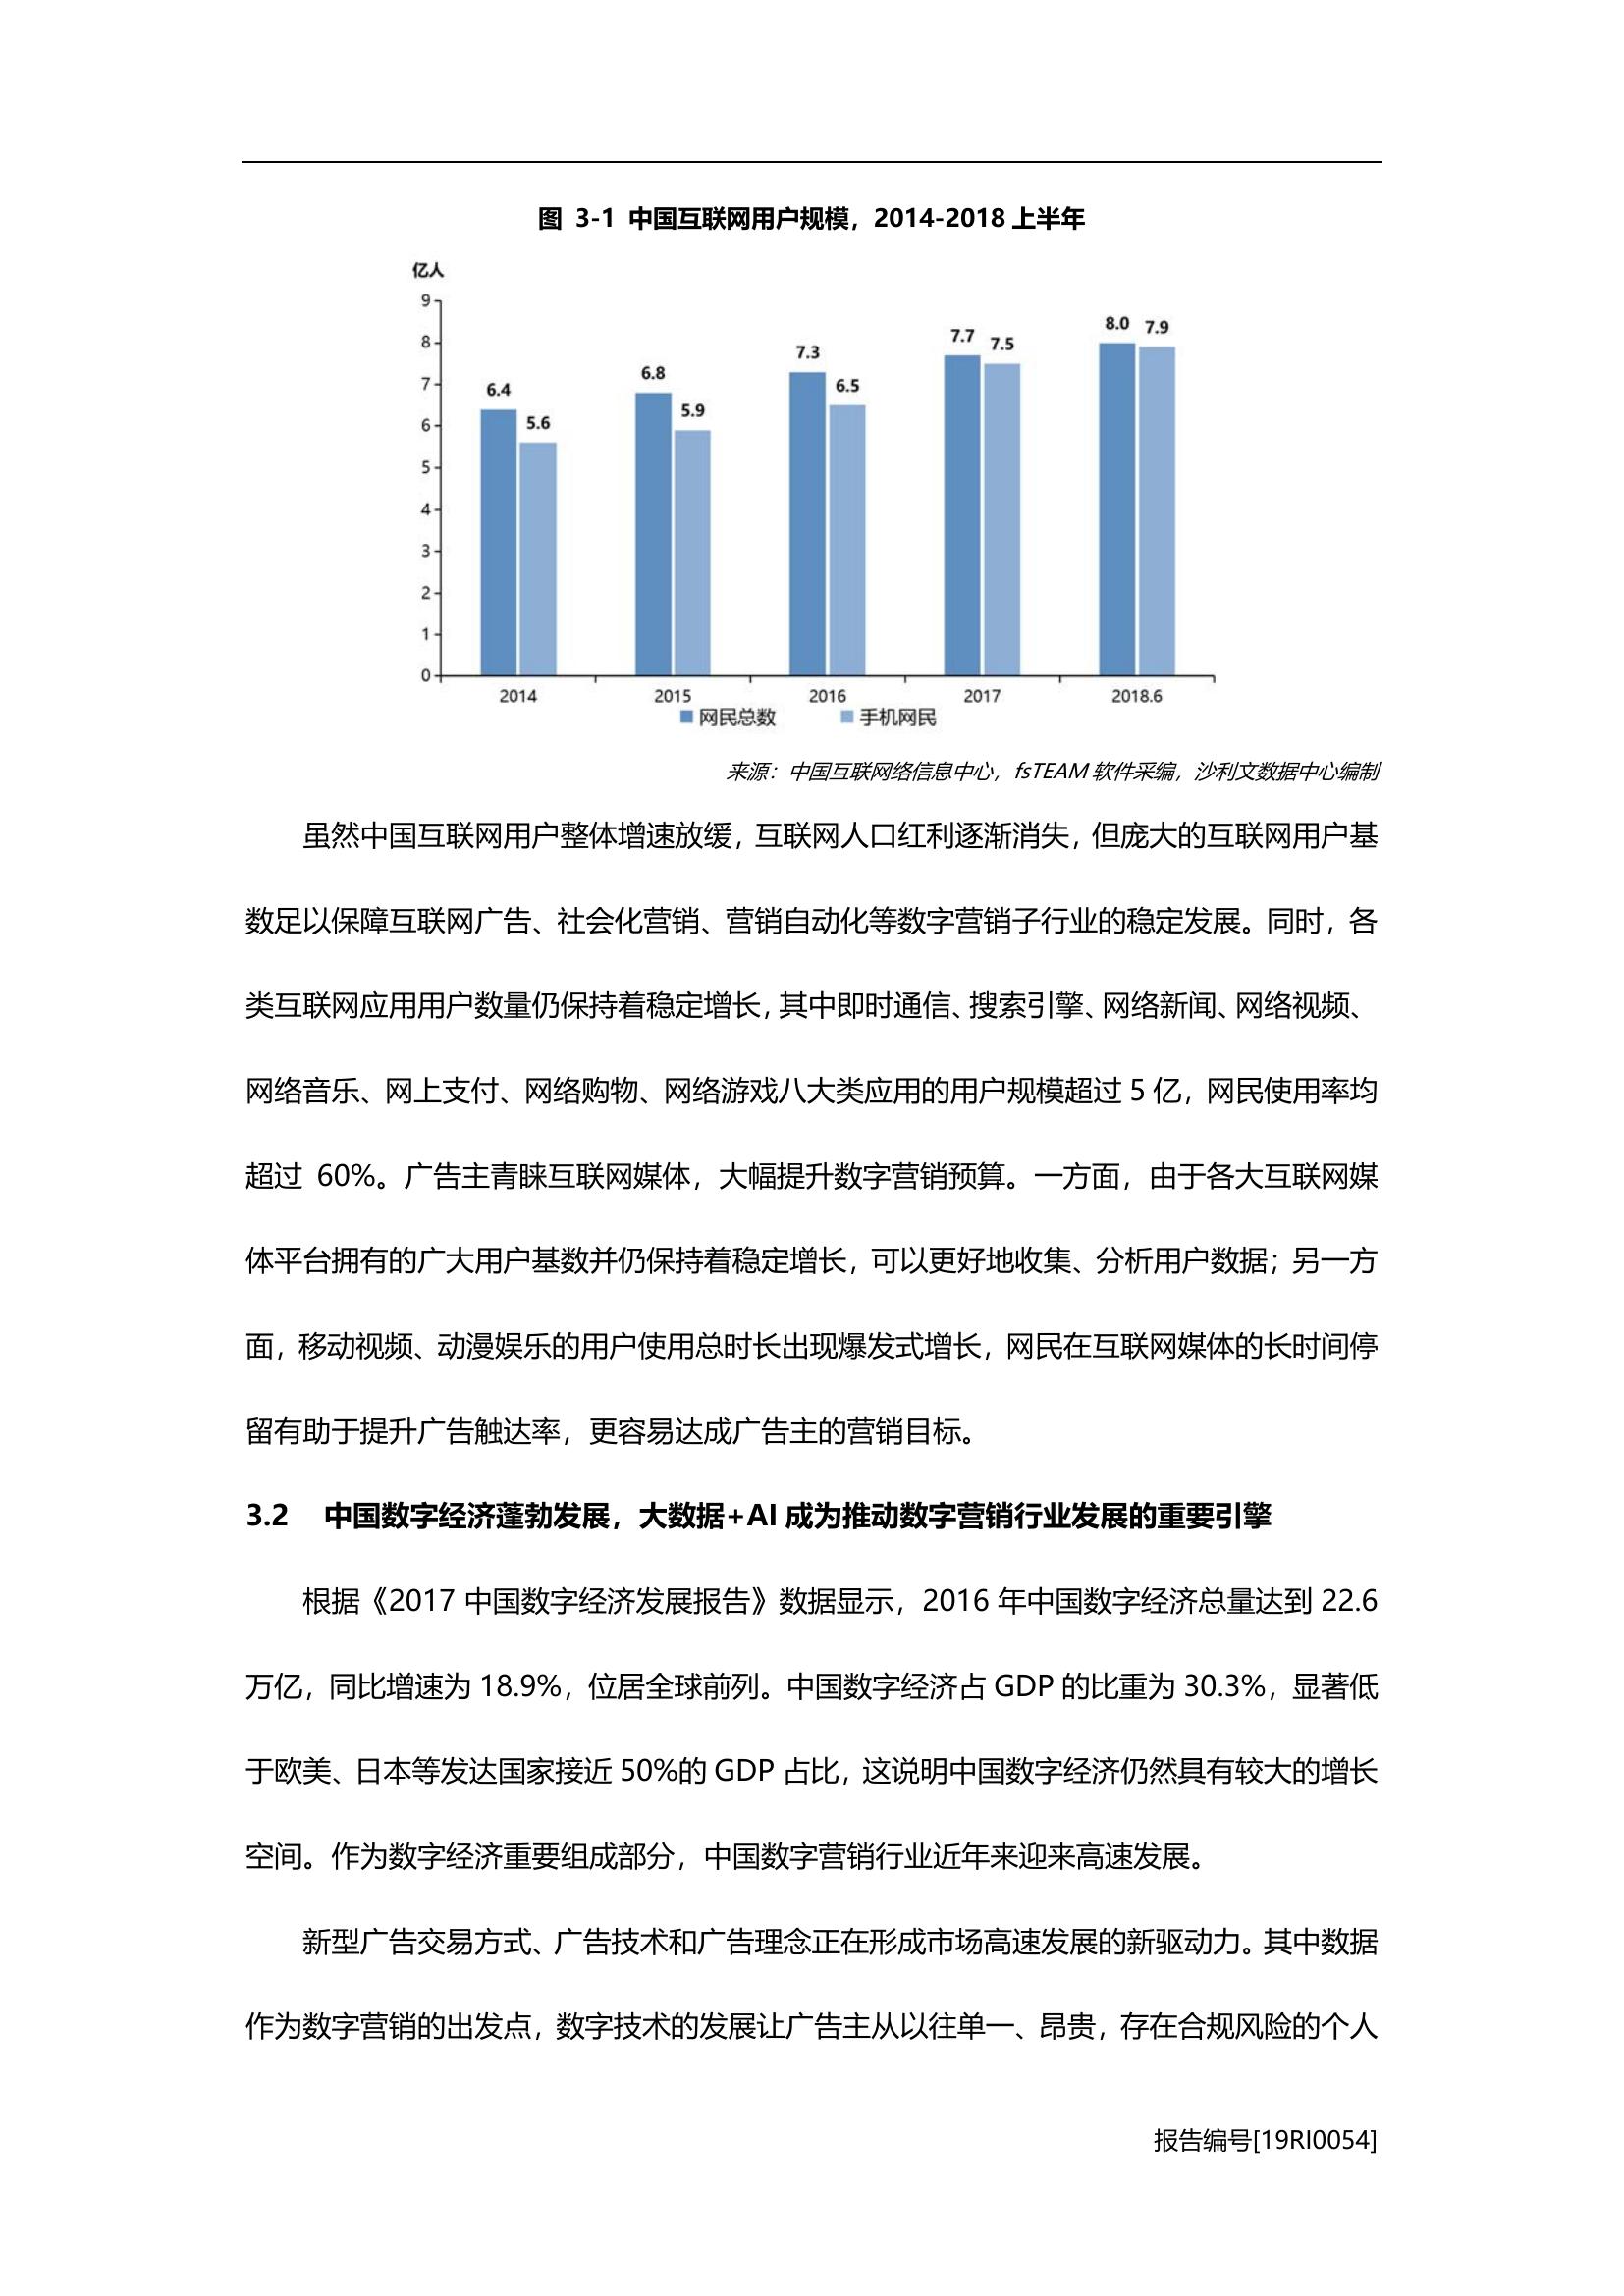 图 3-1 中国互联网用户规模，2014-2018 上半年
亿人
9
8
7
6
5
4
3
2
1
0
6.4
5.6
6.8
5.9
7.3
6.5
7.7
7.5
8.0
7.9
2014
2015
2016
2017
2018.6
网民总数
手机网民
来源：中国互联网络信息中心，fsTEAM 软件采编，沙利文数据中心编制
虽然中国互联网用户整体增速放缓，互联网人口红利逐渐消失，但庞大的互联网用户基
数足以保障互联网广告、社会化营销、营销自动化等数字营销子行业的稳定发展。同时，各
类互联网应用用户数量仍保持着稳定增长，其中即时通信、搜索引擎、网络新闻、网络视频、
网络音乐、网上支付、网络购物、网络游戏八大类应用的用户规模超过 5 亿，网民使用率均
超过 60%。广告主青睐互联网媒体，大幅提升数字营销预算。一方面，由于各大互联网媒
体平台拥有的广大用户基数并仍保持着稳定增长，可以更好地收集、分析用户数据；另一方
面，移动视频、动漫娱乐的用户使用总时长出现爆发式增长，网民在互联网媒体的长时间停
留有助于提升广告触达率，更容易达成广告主的营销目标。
3.2 中国数字经济蓬勃发展，大数据+AI 成为推动数字营销行业发展的重要引擎
根据《2017 中国数字经济发展报告》数据显示，2016 年中国数字经济总量达到 22.6
万亿，同比增速为 18.9%，位居全球前列。中国数字经济占 GDP 的比重为 30.3%，显著低
于欧美、日本等发达国家接近 50%的 GDP 占比，这说明中国数字经济仍然具有较大的增长
空间。作为数字经济重要组成部分，中国数字营销行业近年来迎来高速发展。
新型广告交易方式、广告技术和广告理念正在形成市场高速发展的新驱动力。其中数据
作为数字营销的出发点，数字技术的发展让广告主从以往单一、昂贵，存在合规风险的个人
报告编号[19RI0054]